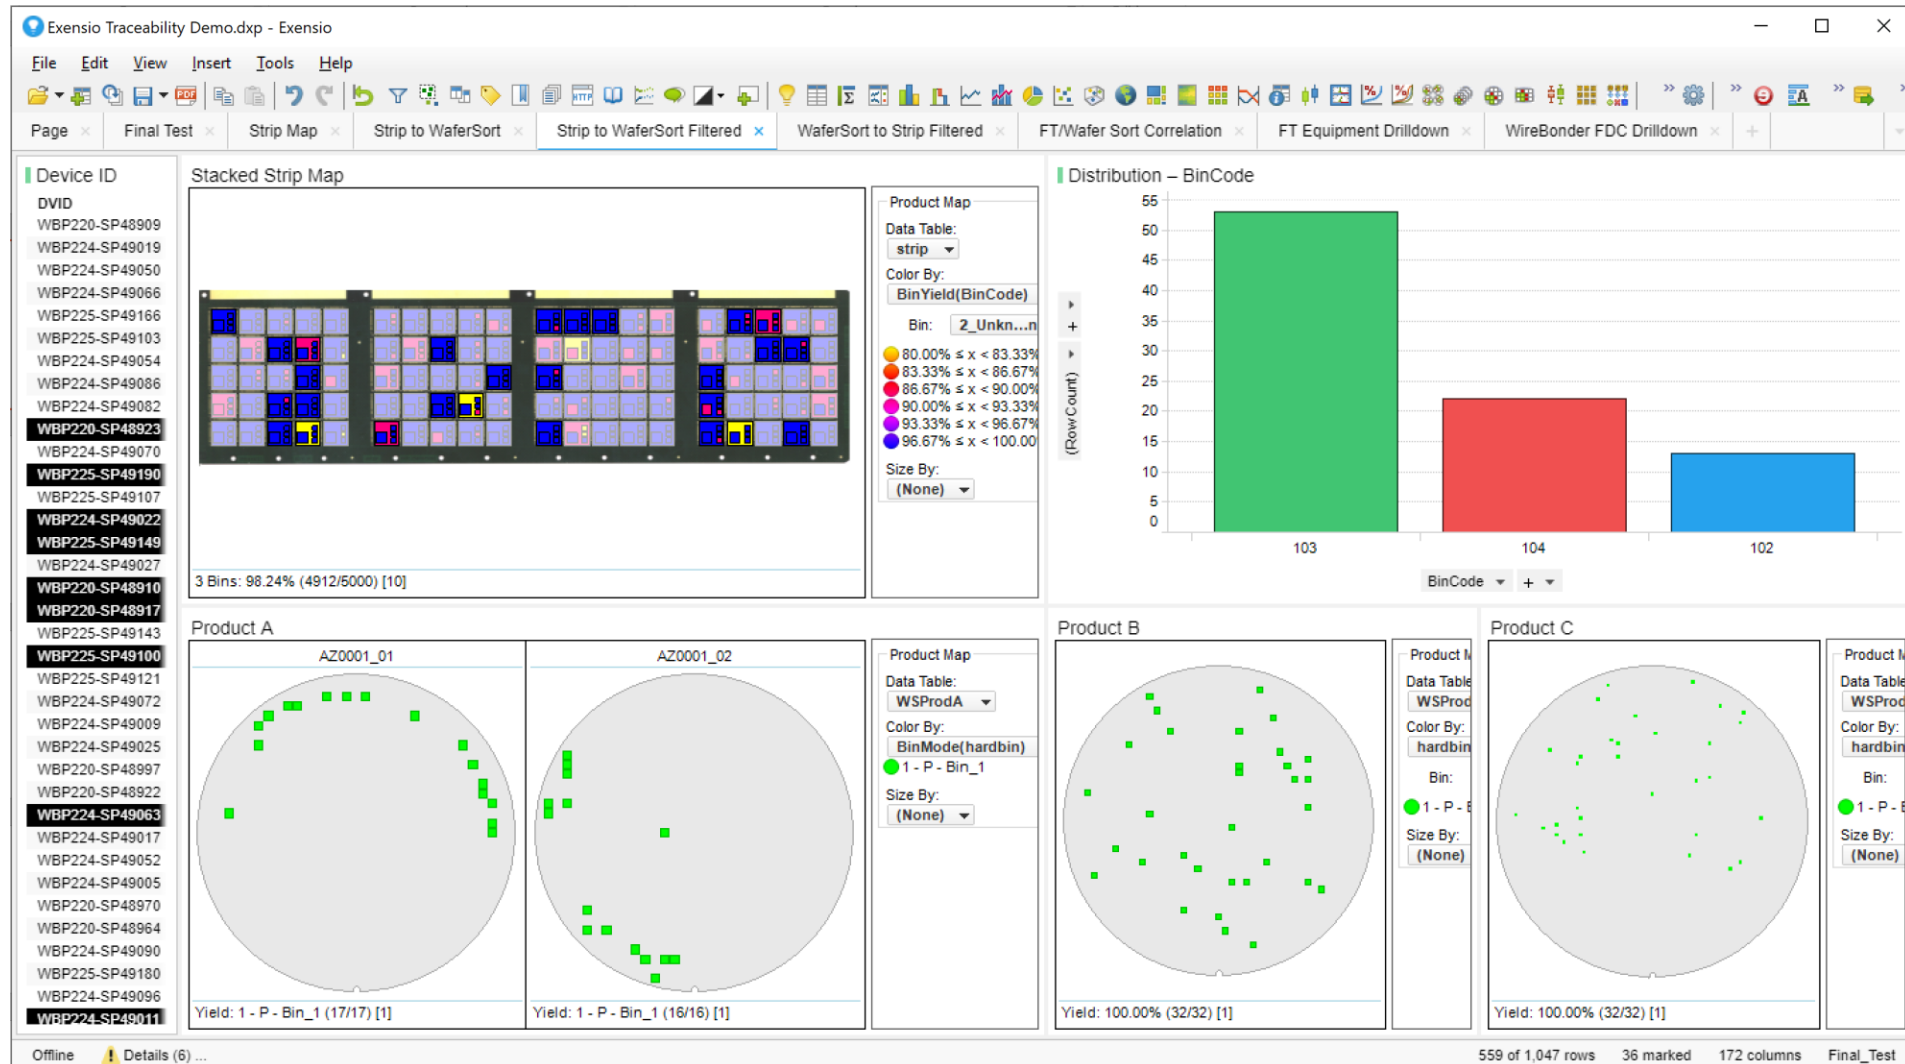 Exensio Traceability Demo.dxp - Exensio
File Edit View Insert Tools Help
Page Final Test Strip Map Strip to WaferSort Strip to WaferSort Filtered WaferSort to Strip Filtered FT/Wafer Sort Correlation FT Equipment Drilldown WireBonder FDC Drilldown
Device ID
DVID
WBP220-SP48909
WBP224-SP49019
WBP224-SP49050
WBP224-SP49066
WBP225-SP49166
WBP225-SP49103
WBP224-SP49054
WBP224-SP49086
WBP224-SP49082
WBP220-SP48923
WBP224-SP49070
WBP225-SP49190
WBP225-SP49107
WBP224-SP49022
WBP225-SP49149
WBP224-SP49027
WBP220-SP48910
WBP220-SP48917
WBP225-SP49143
WBP225-SP49100
WBP225-SP49121
WBP224-SP49072
WBP224-SP49009
WBP224-SP49025
WBP220-SP48997
WBP220-SP48922
WBP224-SP49063
WBP224-SP49017
WBP224-SP49052
WBP224-SP49005
WBP220-SP48970
WBP220-SP48964
WBP224-SP49090
WBP225-SP49180
WBP224-SP49096
WBP224-SP49011
Stacked Strip Map
3 Bins: 98.24% (4912/5000) [10]
Product Map
Data Table:
strip
Color By:
BinYield(BinCode)
Bin: 2_Unkn...n
80.00% ≤ x < 83.33%
83.33% ≤ x < 86.67%
86.67% ≤ x < 90.00%
90.00% ≤ x < 93.33%
93.33% ≤ x < 96.67%
96.67% ≤ x < 100.00
Size By:
(None)
Distribution – BinCode
55
50
45
40
35
30
25
20
15
10
5
0
(RowCount)
103 104 102
BinCode
Product A
AZ0001_01 AZ0001_02
Yield: 1 - P - Bin_1 (17/17) [1] Yield: 1 - P - Bin_1 (16/16) [1]
Product Map
Data Table:
WSProdA
Color By:
BinMode(hardbin)
1 - P - Bin_1
Size By:
(None)
Product B
Yield: 100.00% (32/32) [1]
Product M
Data Table
WSProd
Color By:
hardbin
Bin:
1 - P - B
Size By:
(None)
Product C
Yield: 100.00% (32/32) [1]
Product M
Data Table
WSProd
Color By:
hardbin
Bin:
1 - P - B
Size By:
(None)
Offline Details (6) ... 559 of 1,047 rows 36 marked 172 columns Final_Test